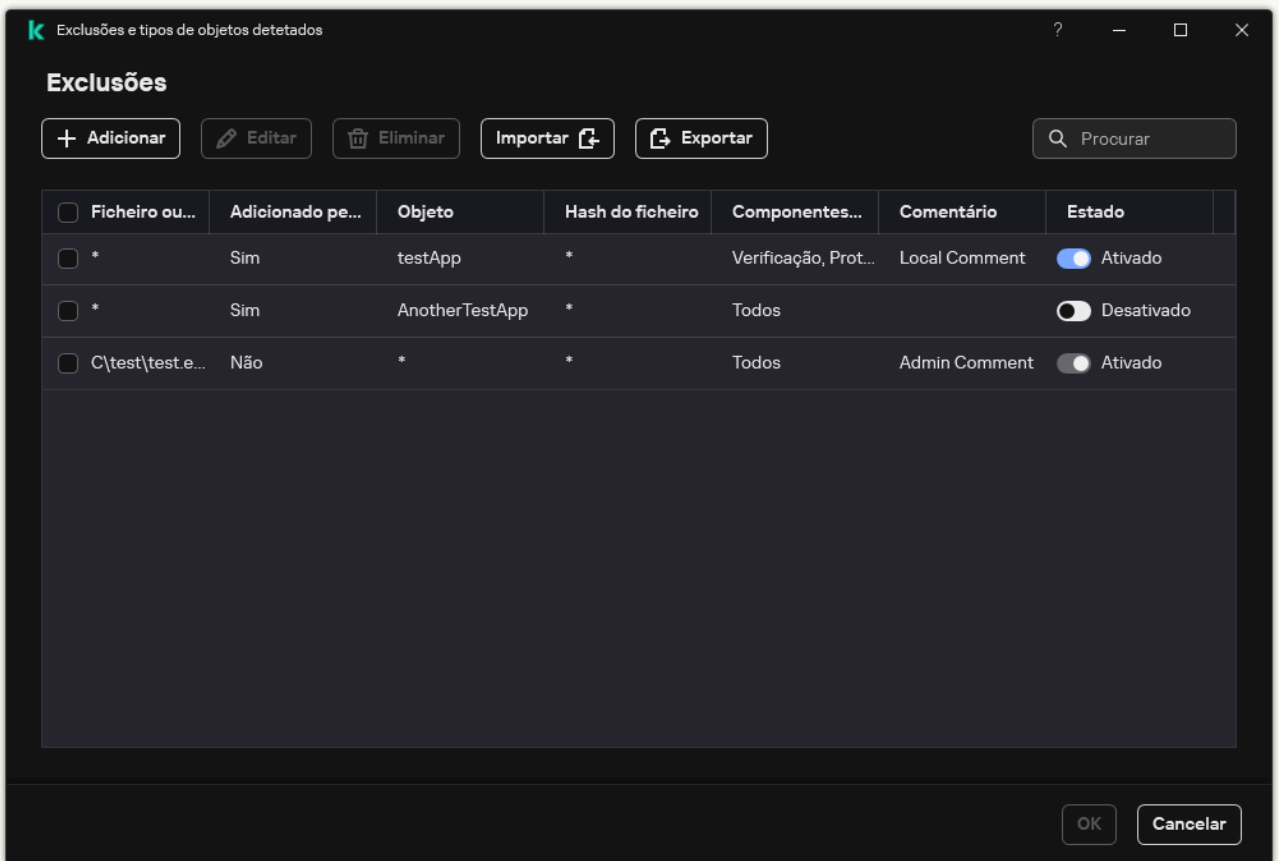 Exclusões e tipos de objetos detetados ?
Exclusões
Adicionar Editar Eliminar Importar Exportar Procurar
Ficheiro ou... Adicionado pe... Objeto Hash do ficheiro Componentes... Comentário Estado
* Sim testApp * Verificação, Prot... Local Comment Ativado
* Sim AnotherTestApp * Todos Desativado
C\test\test.e... Não * * Todos Admin Comment Ativado
OK Cancelar